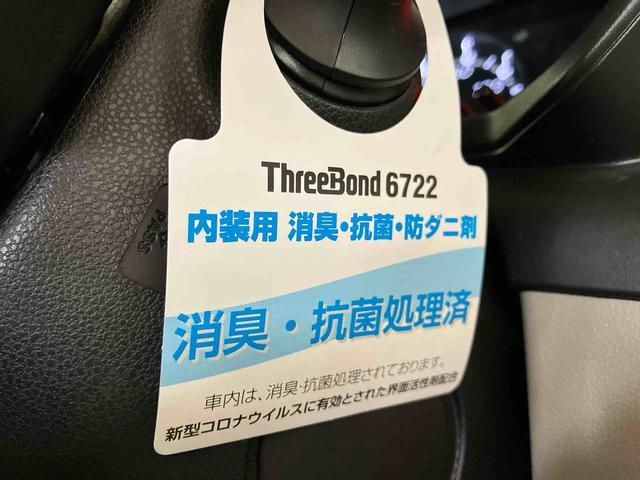 ThreeBond 6722
内装用 消臭・抗菌・防ダニ剤
消臭・抗菌処理済
車内は、消臭・抗菌処理されております。
新型コロナウイルスに有効とされた界面活性剤配合
PASS